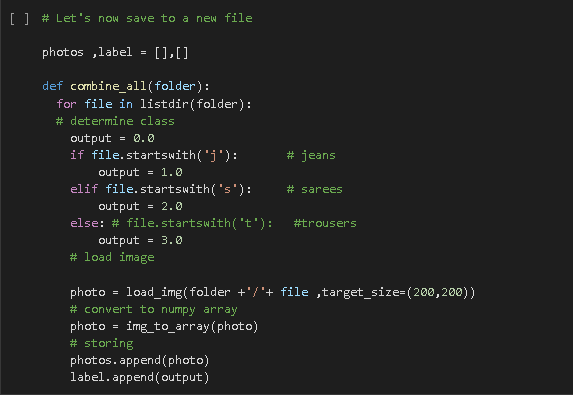 [ ] # Let's now save to a new file
photos ,label = [],[]
def combine_all(folder):
for file in listdir(folder):
# determine class
output = 0.0
if file.startswith('j'): # jeans
output = 1.0
elif file.startswith('s'): # sarees
output = 2.0
else: # file.startswith('t'): #trousers
output = 3.0
# load image
photo = load_img(folder +'/'+ file ,target_size=(200,200))
# convert to numpy array
photo = img_to_array(photo)
# storing
photos.append(photo)
label.append(output)